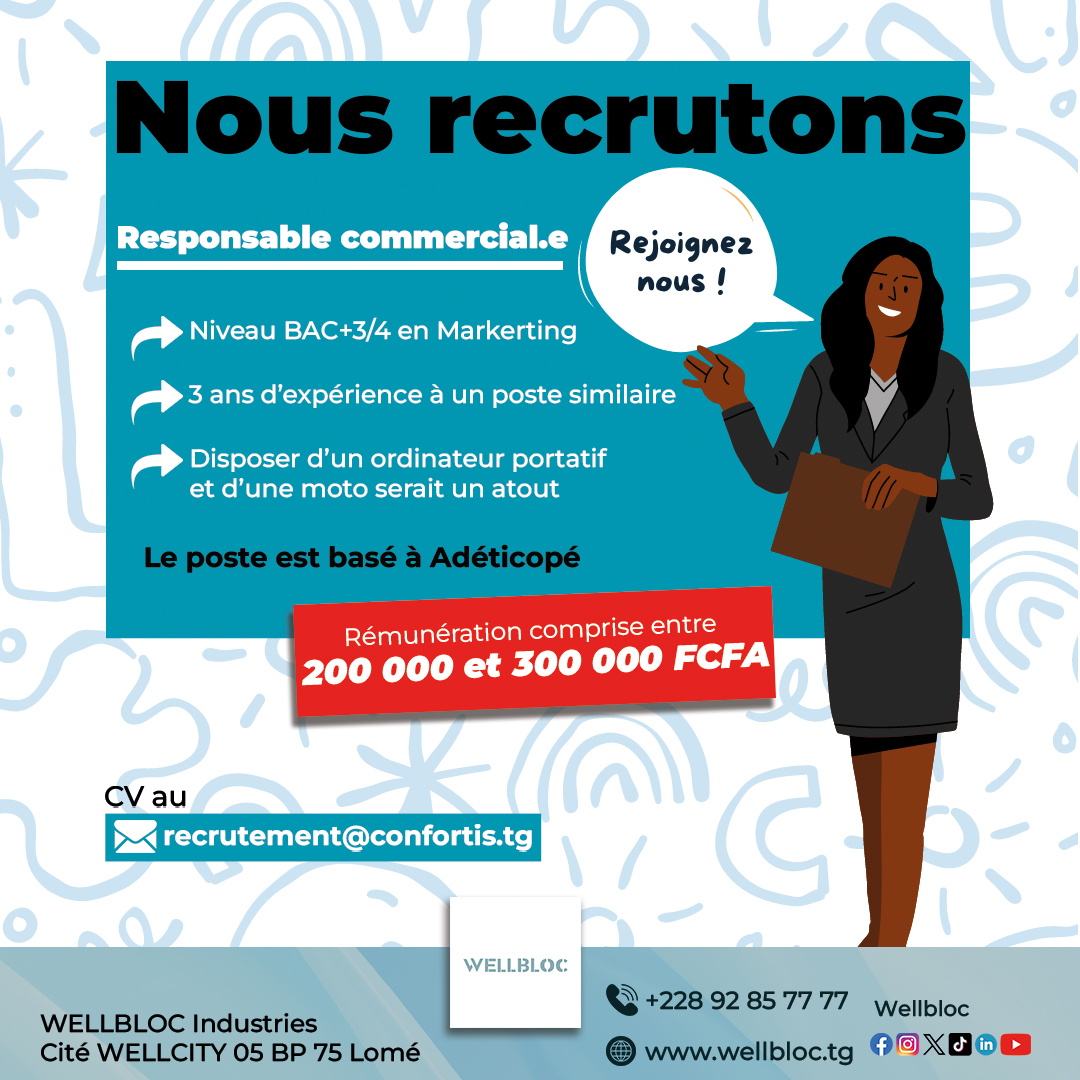 Nous recrutons
Responsable commercial.e
Rejoignez
nous !
Niveau BAC+3/4 en Markerting
3 ans d’expérience à un poste similaire
Disposer d’un ordinateur portatif
et d’une moto serait un atout
Le poste est basé à Adéticopé
Rémunération comprise entre
200 000 et 300 000 FCFA
CV au
recrutement@confortis.tg
WELLBLOC
WELLBLOC Industries
Cité WELLCITY 05 BP 75 Lomé
+228 92 85 77 77
www.wellbloc.tg
Wellbloc